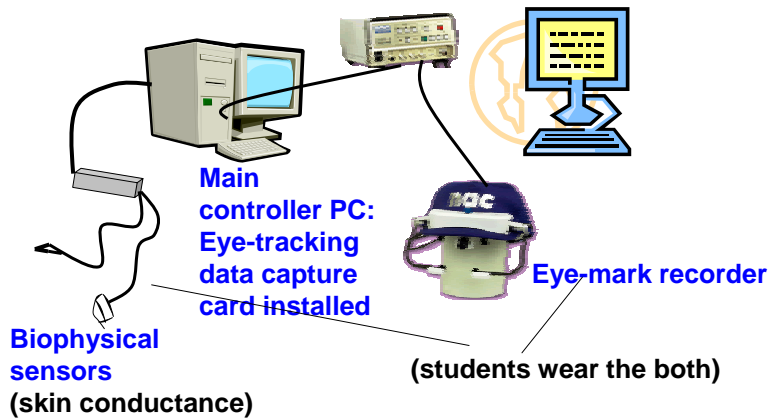 Main
controller PC:
Eye-tracking
data capture
card installed
nac
Eye-mark recorder
Biophysical
sensors
(skin conductance)
(students wear the both)